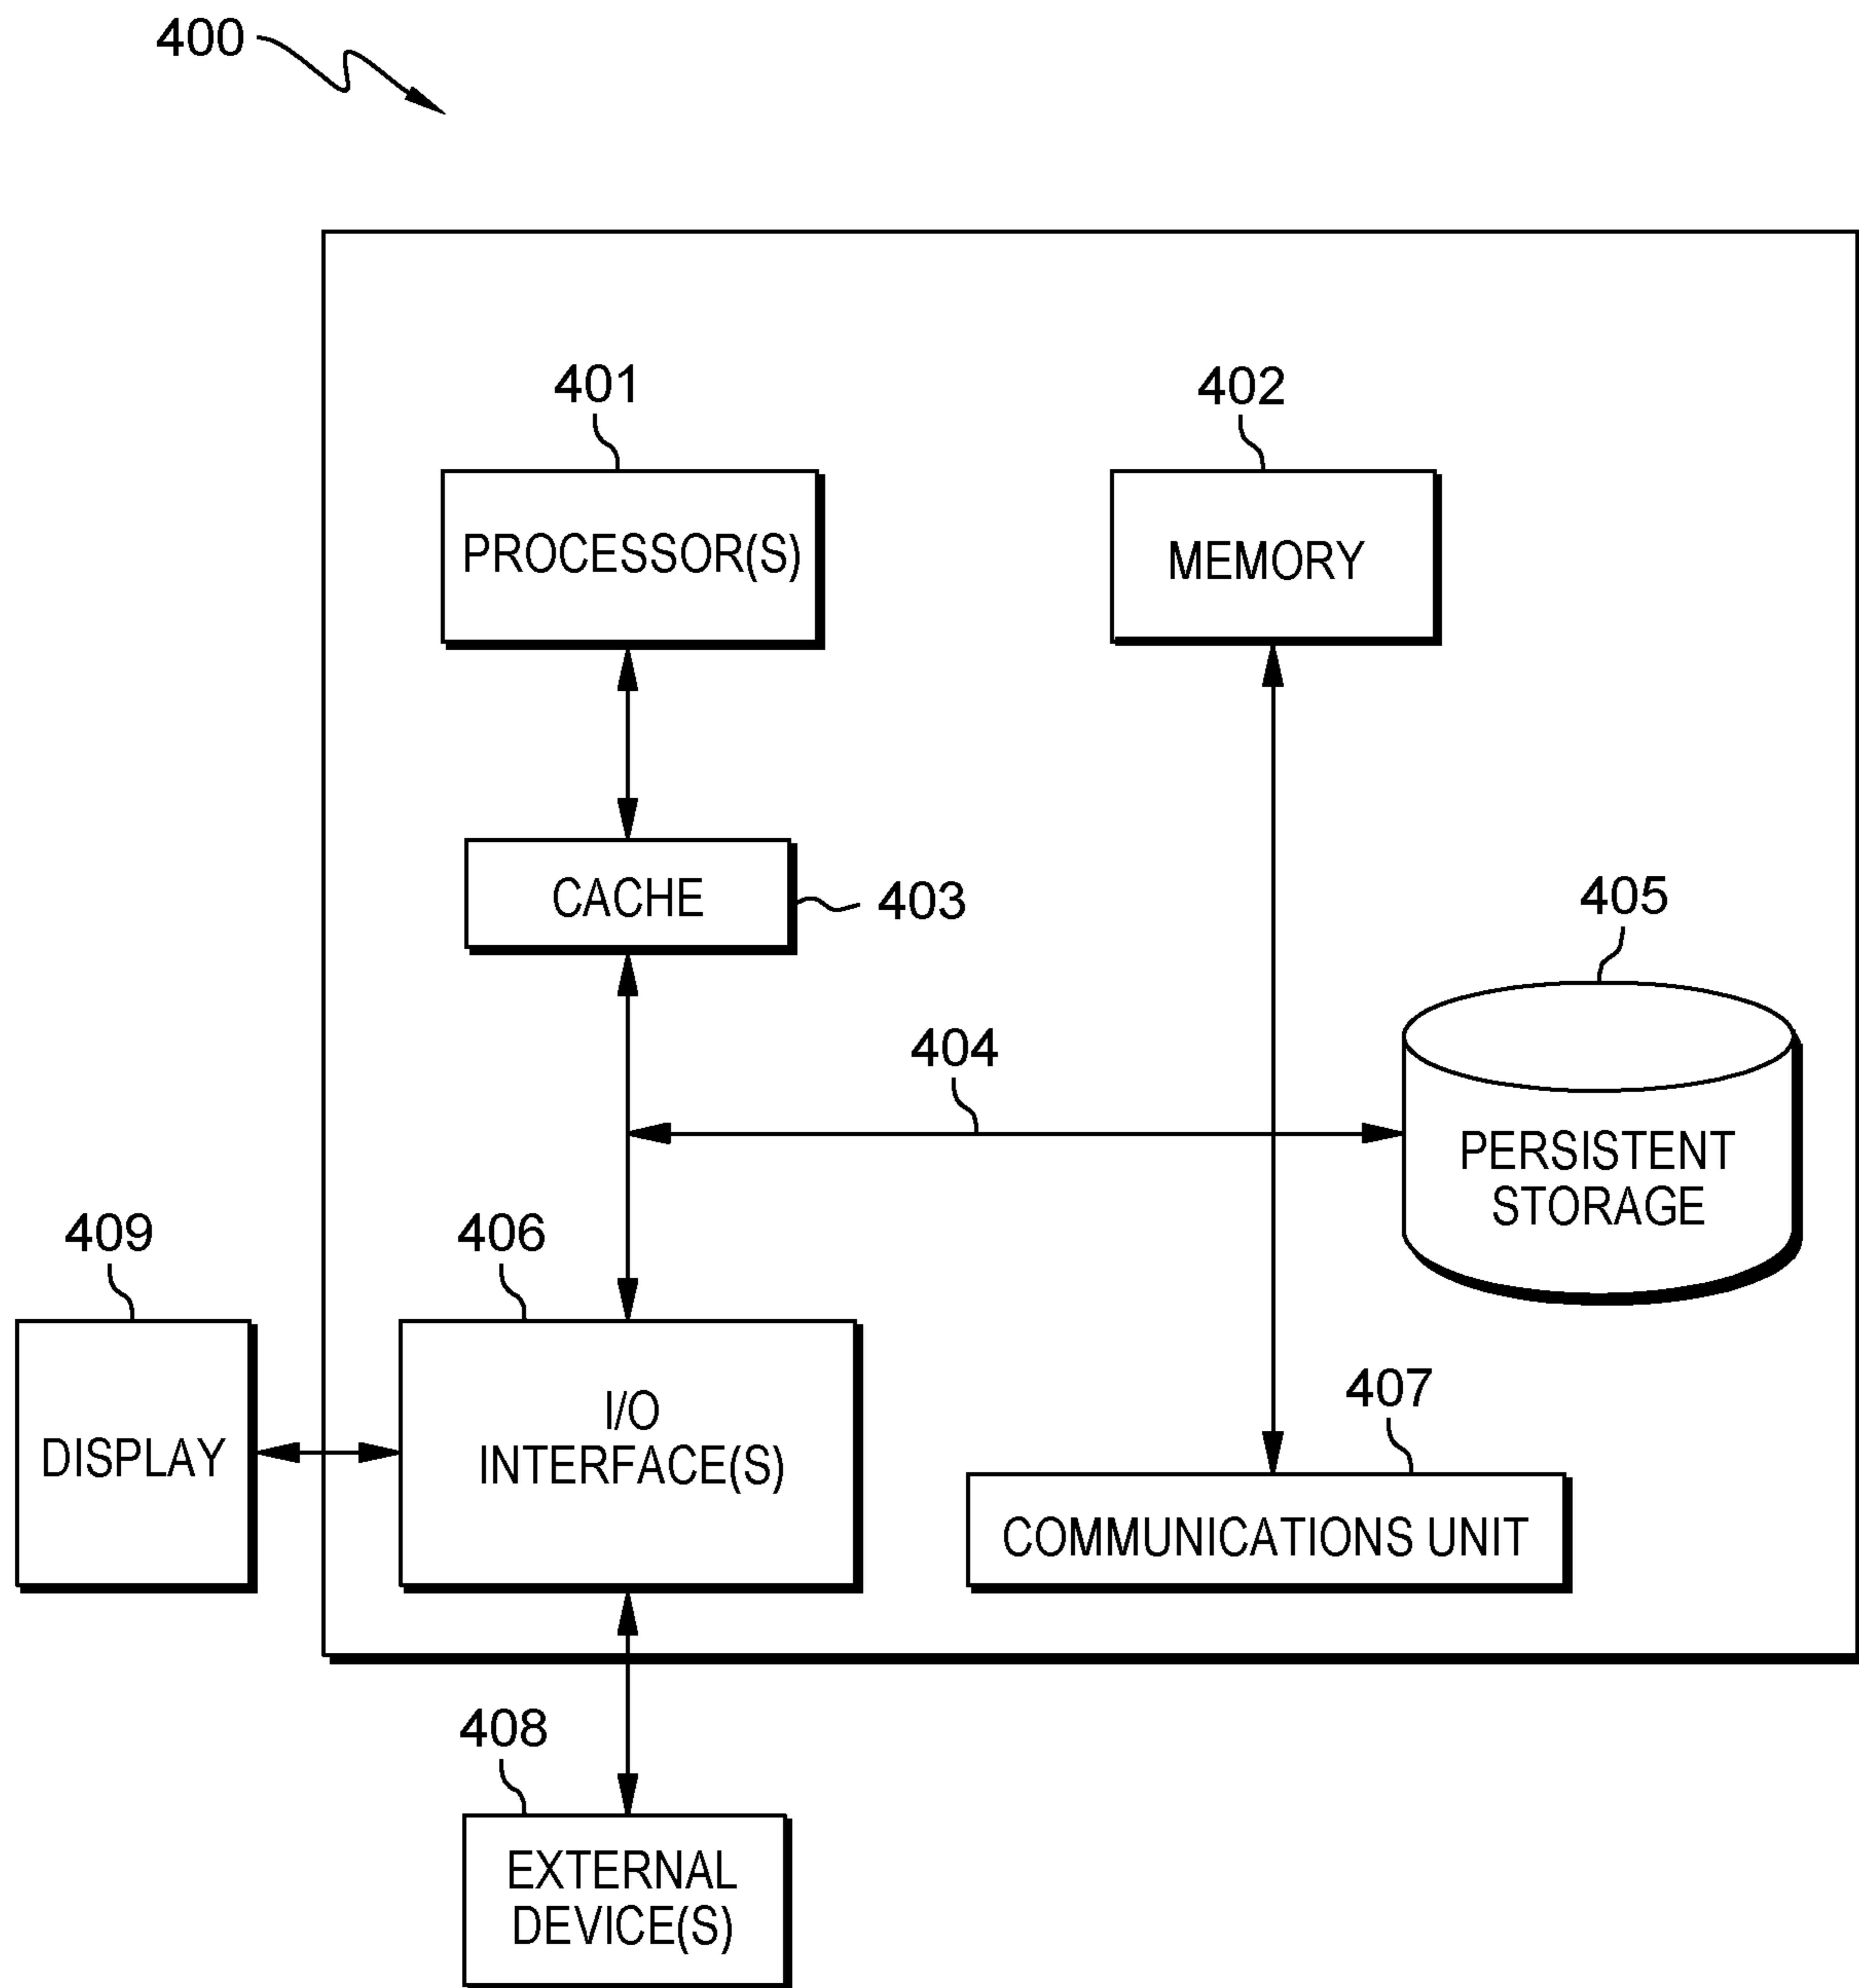 400
401
PROCESSOR(S)
402
MEMORY
CACHE
403
404
405
PERSISTENT
STORAGE
409
DISPLAY
406
I/O
INTERFACE(S)
407
COMMUNICATIONS UNIT
408
EXTERNAL
DEVICE(S)